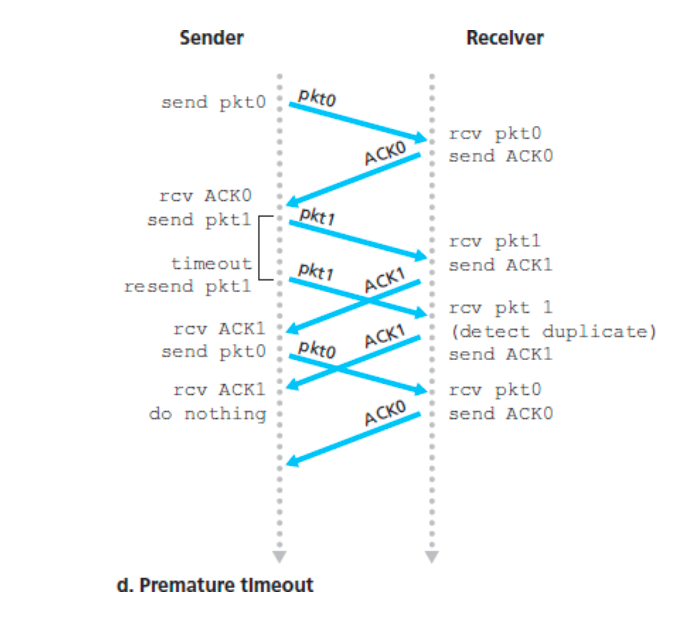 Sender
Receiver
send pkt0
pkt0
rcv pkt0
ACK0
send ACK0
rcv ACK0
send pkt1
pkt1
rcv pkt1
send ACK1
timeout
pkt1
ACK1
resend pkt1
rcv pkt 1
(detect duplicate)
send ACK1
rcv ACK1
ACK1
send pkt0
pkt0
rcv ACK1
do nothing
rcv pkt0
send ACK0
ACK0
d. Premature timeout